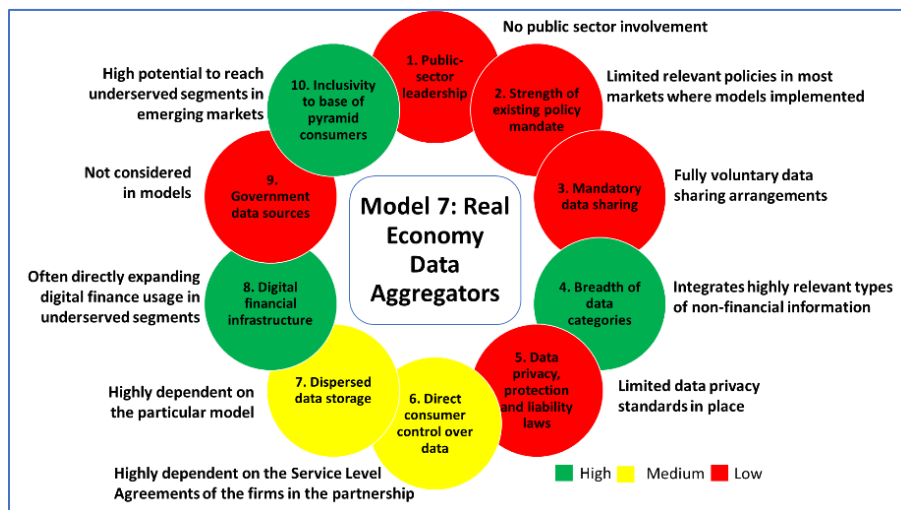 No public sector involvement
1. Public-
sector
leadership
Limited relevant policies in most
markets where models implemented
2. Strength of
existing policy
mandate
Fully voluntary data
sharing arrangements
3. Mandatory
data sharing
Integrates highly relevant types
of non-financial information
4. Breadth of
data
categories
Limited data privacy
standards in place
5. Data
privacy,
protection
and liability
laws
6. Direct
consumer
control over
data
Highly dependent on the Service Level
Agreements of the firms in the partnership
7. Dispersed
data storage
Highly dependent on
the particular model
8. Digital
financial
infrastructure
Often directly expanding
digital finance usage in
underserved segments
9.
Government
data sources
Not considered
in models
10. Inclusivity
to base of
pyramid
consumers
High potential to reach
underserved segments in
emerging markets
Model 7: Real
Economy
Data
Aggregators
High
Medium
Low